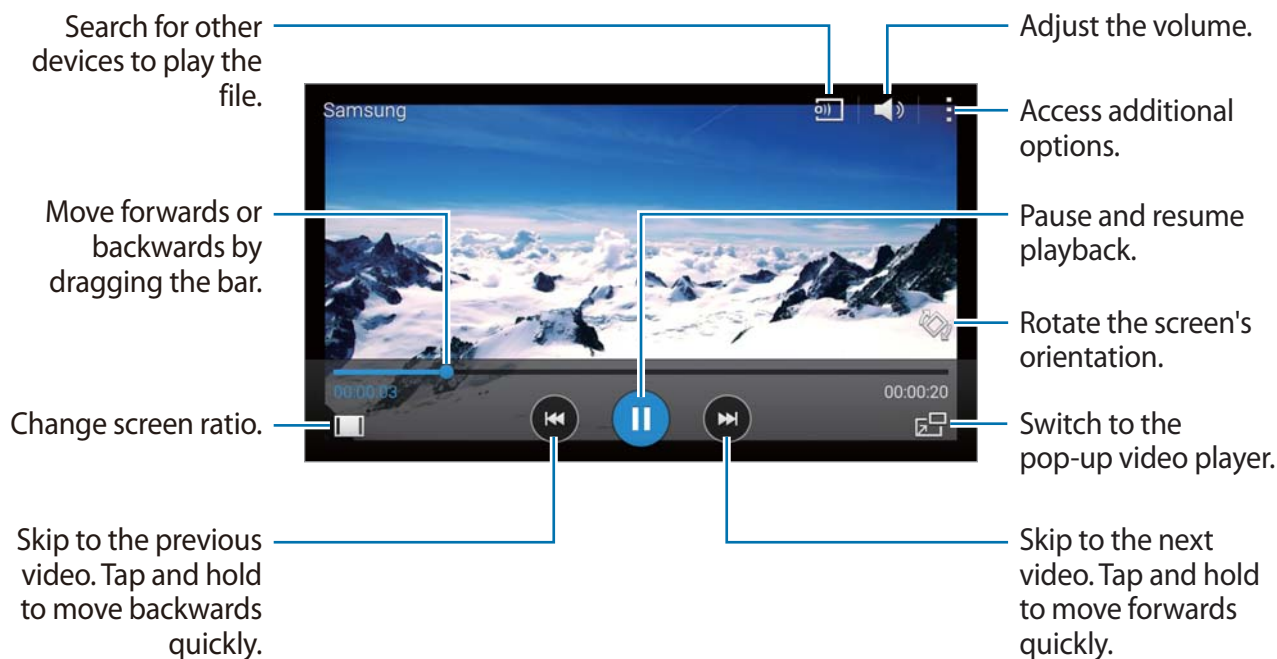 Search for other
devices to play the
file.
Adjust the volume.
Samsung
Access additional
options.
Move forwards or
backwards by
dragging the bar.
Pause and resume
playback.
Rotate the screen's
orientation.
00:00:03
00:00:20
Change screen ratio.
Switch to the
pop-up video player.
Skip to the previous
video. Tap and hold
to move backwards
quickly.
Skip to the next
video. Tap and hold
to move forwards
quickly.